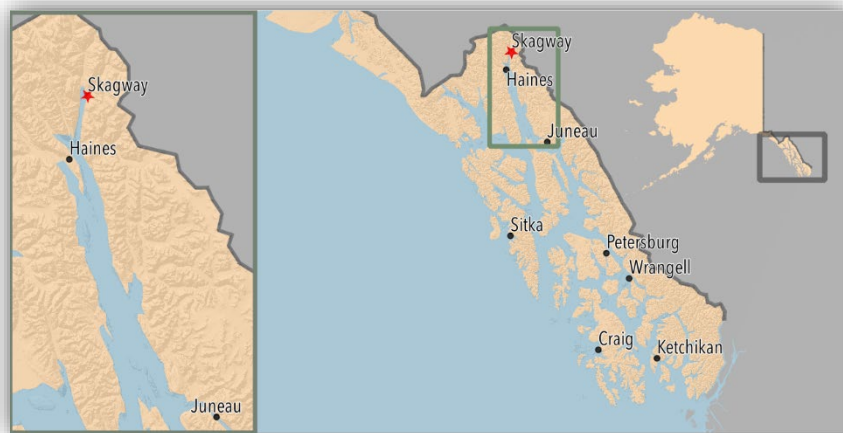 Skagway
Haines
Juneau
Skagway
Haines
Juneau
Sitka
Petersburg
Wrangell
Craig
Ketchikan